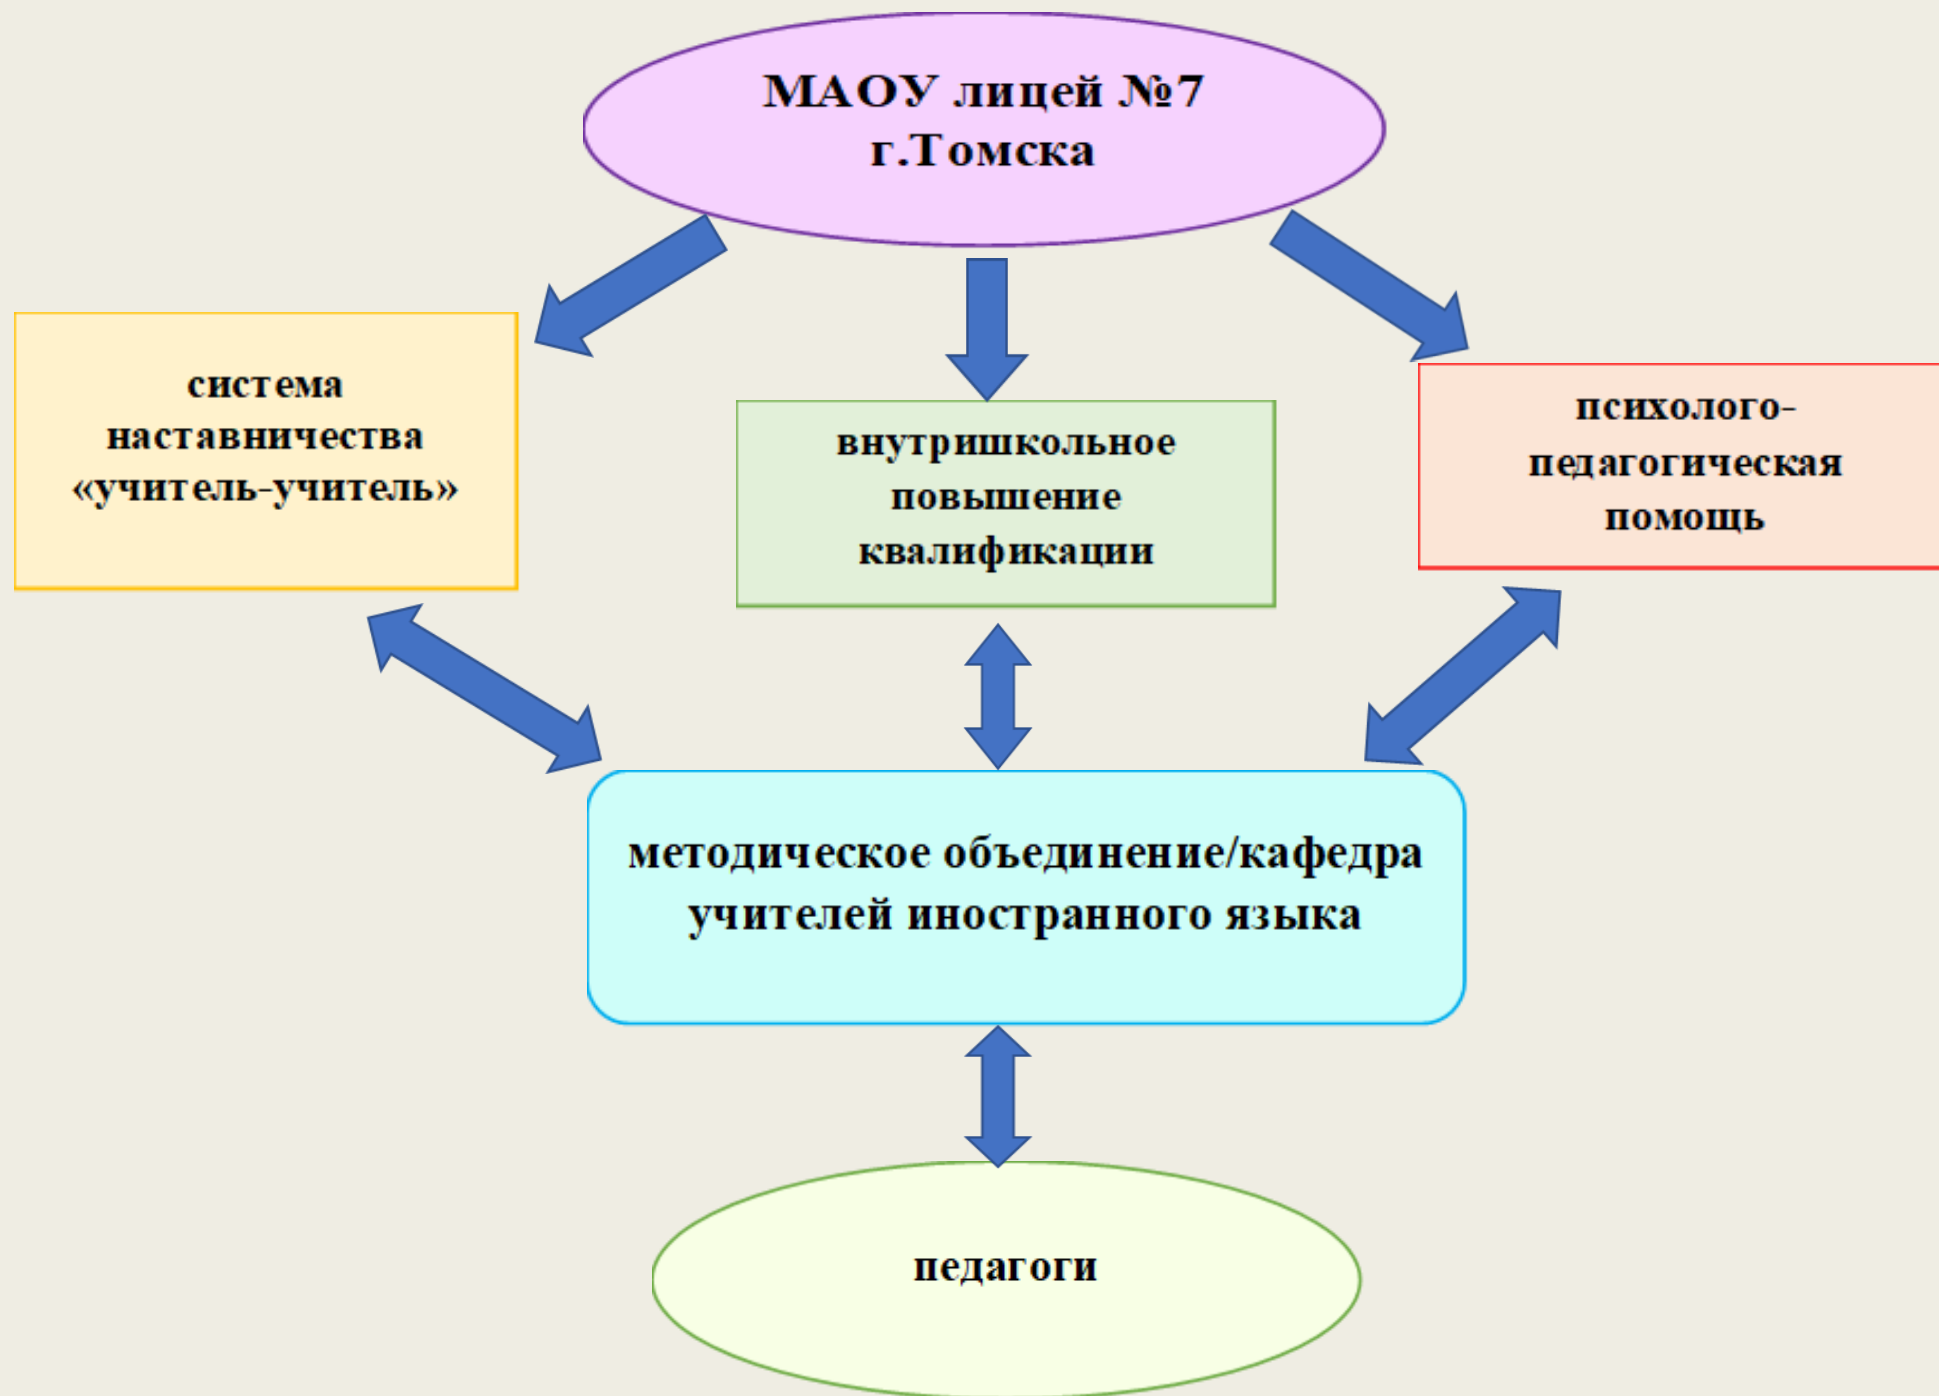 МАОУ лицей №7
г.Томска
система
наставничества
«учитель-учитель»
внутришкольное
повышение
квалификации
психолого-
педагогическая
помощь
методическое объединение/кафедра
учителей иностранного языка
педагоги